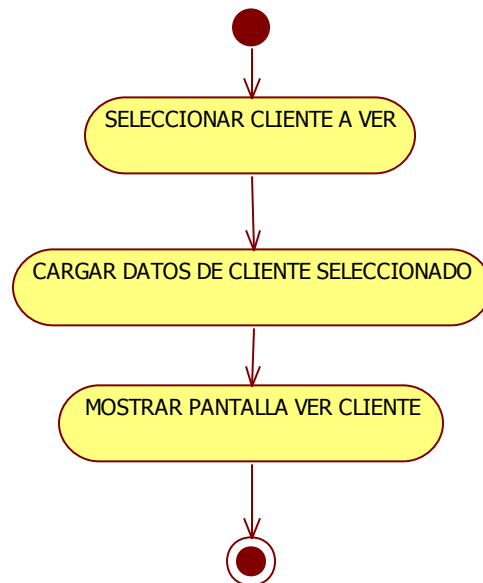 SELECCIONAR CLIENTE A VER
CARGAR DATOS DE CLIENTE SELECCIONADO
MOSTRAR PANTALLA VER CLIENTE